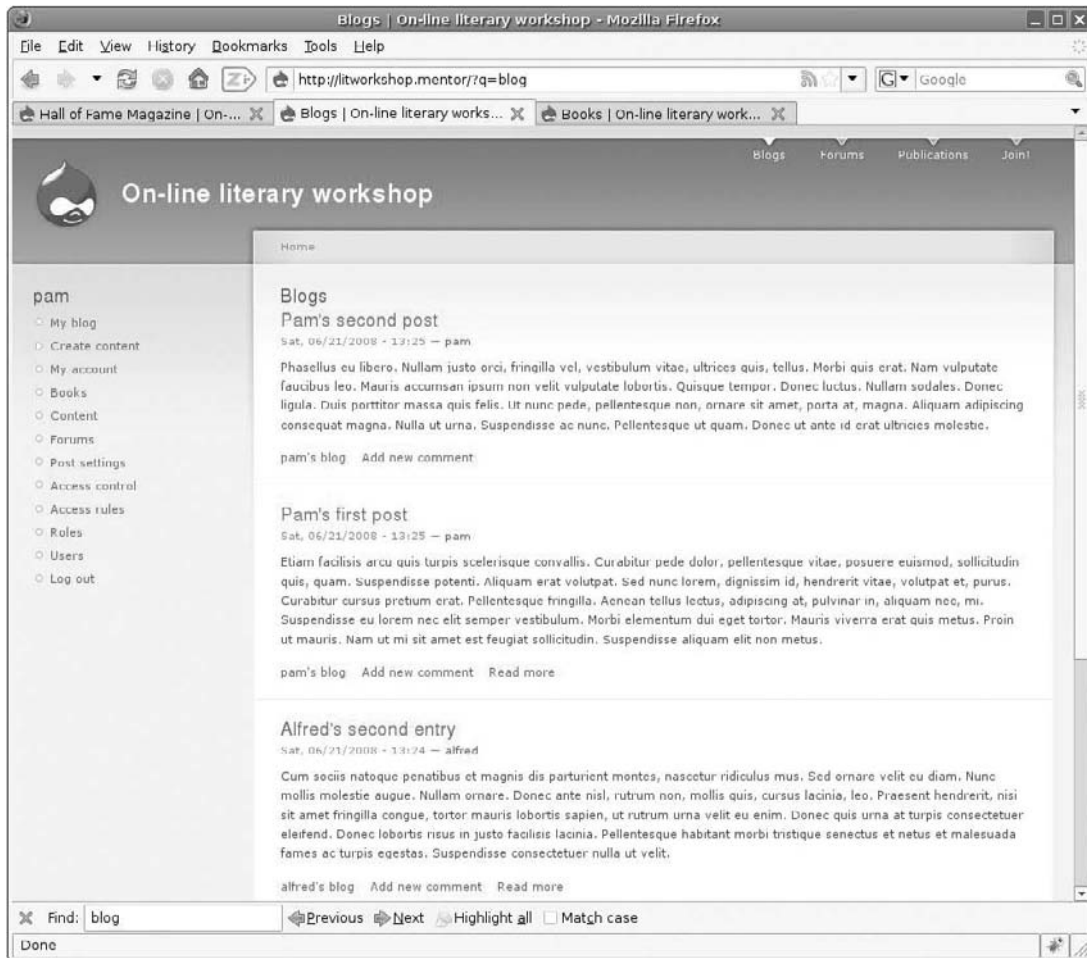 Blogs | On-line literary workshop - Mozilla Firefox
File Edit View History Bookmarks Tools Help
http://litworkshop.mentor/?q=blog
G Google
Hall of Fame Magazine | On-...
Blogs | On-line literary works...
Books | On-line literary work...
Blogs Forums Publications Join!
On-line literary workshop
Home
pam
My blog
Create content
My account
Books
Content
Forums
Post settings
Access control
Access rules
Roles
Users
Log out
Blogs
Pam's second post
Sat, 06/21/2008 - 13:25 — pam
Phasellus eu libero. Nullam justo orci, fringilla vel, vestibulum vitae, ultrices quis, tellus. Morbi quis erat. Nam vulputate
faucibus leo. Mauris accumsan ipsum non velit vulputate lobortis. Quisque tempor. Donec luctus. Nullam sodales. Donec
ligula. Duis porttitor massa quis felis. Ut nunc pede, pellentesque non, ornare sit amet, porta at, magna. Aliquam adipiscing
consequat magna. Nulla ut urna. Suspendisse ac nunc. Pellentesque ut quam. Donec ut ante id erat ultricies molestie.
pam's blog Add new comment
Pam's first post
Sat, 06/21/2008 - 13:25 — pam
Etiam facilisis arcu quis turpis scelerisque convallis. Curabitur pede dolor, pellentesque vitae, posuere euismod, sollicitudin
quis, quam. Suspendisse potenti. Aliquam erat volutpat. Sed nunc lorem, dignissim id, hendrerit vitae, volutpat et, purus.
Curabitur cursus pretium erat. Pellentesque fringilla. Aenean tellus lectus, adipiscing at, pulvinar in, aliquam nec, mi.
Suspendisse eu lorem nec elit semper vestibulum. Morbi elementum dui eget tortor. Mauris viverra erat quis metus. Proin
ut mauris. Nam ut mi sit amet est feugiat sollicitudin. Suspendisse aliquam elit non metus.
pam's blog Add new comment Read more
Alfred's second entry
Sat, 06/21/2008 - 13:24 — alfred
Cum sociis natoque penatibus et magnis dis parturient montes, nascetur ridiculus mus. Sed ornare velit eu diam. Nunc
mollis molestie augue. Nullam ornare. Donec ante nisl, rutrum non, mollis quis, cursus lacinia, leo. Praesent hendrerit, nisi
sit amet fringilla congue, tortor mauris lobortis sapien, ut rutrum urna velit eu enim. Donec quis urna at turpis consectetuer
eleifend. Donec lobortis risus in justo facilisis lacinia. Pellentesque habitant morbi tristique senectus et netus et malesuada
fames ac turpis egestas. Suspendisse consectetuer nulla ut velit.
alfred's blog Add new comment Read more
Find: blog Previous Next Highlight all Match case
Done